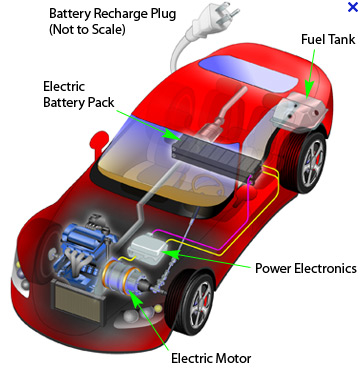 Battery Recharge Plug
(Not to Scale)
Fuel Tank
Electric
Battery Pack
Power Electronics
Electric Motor